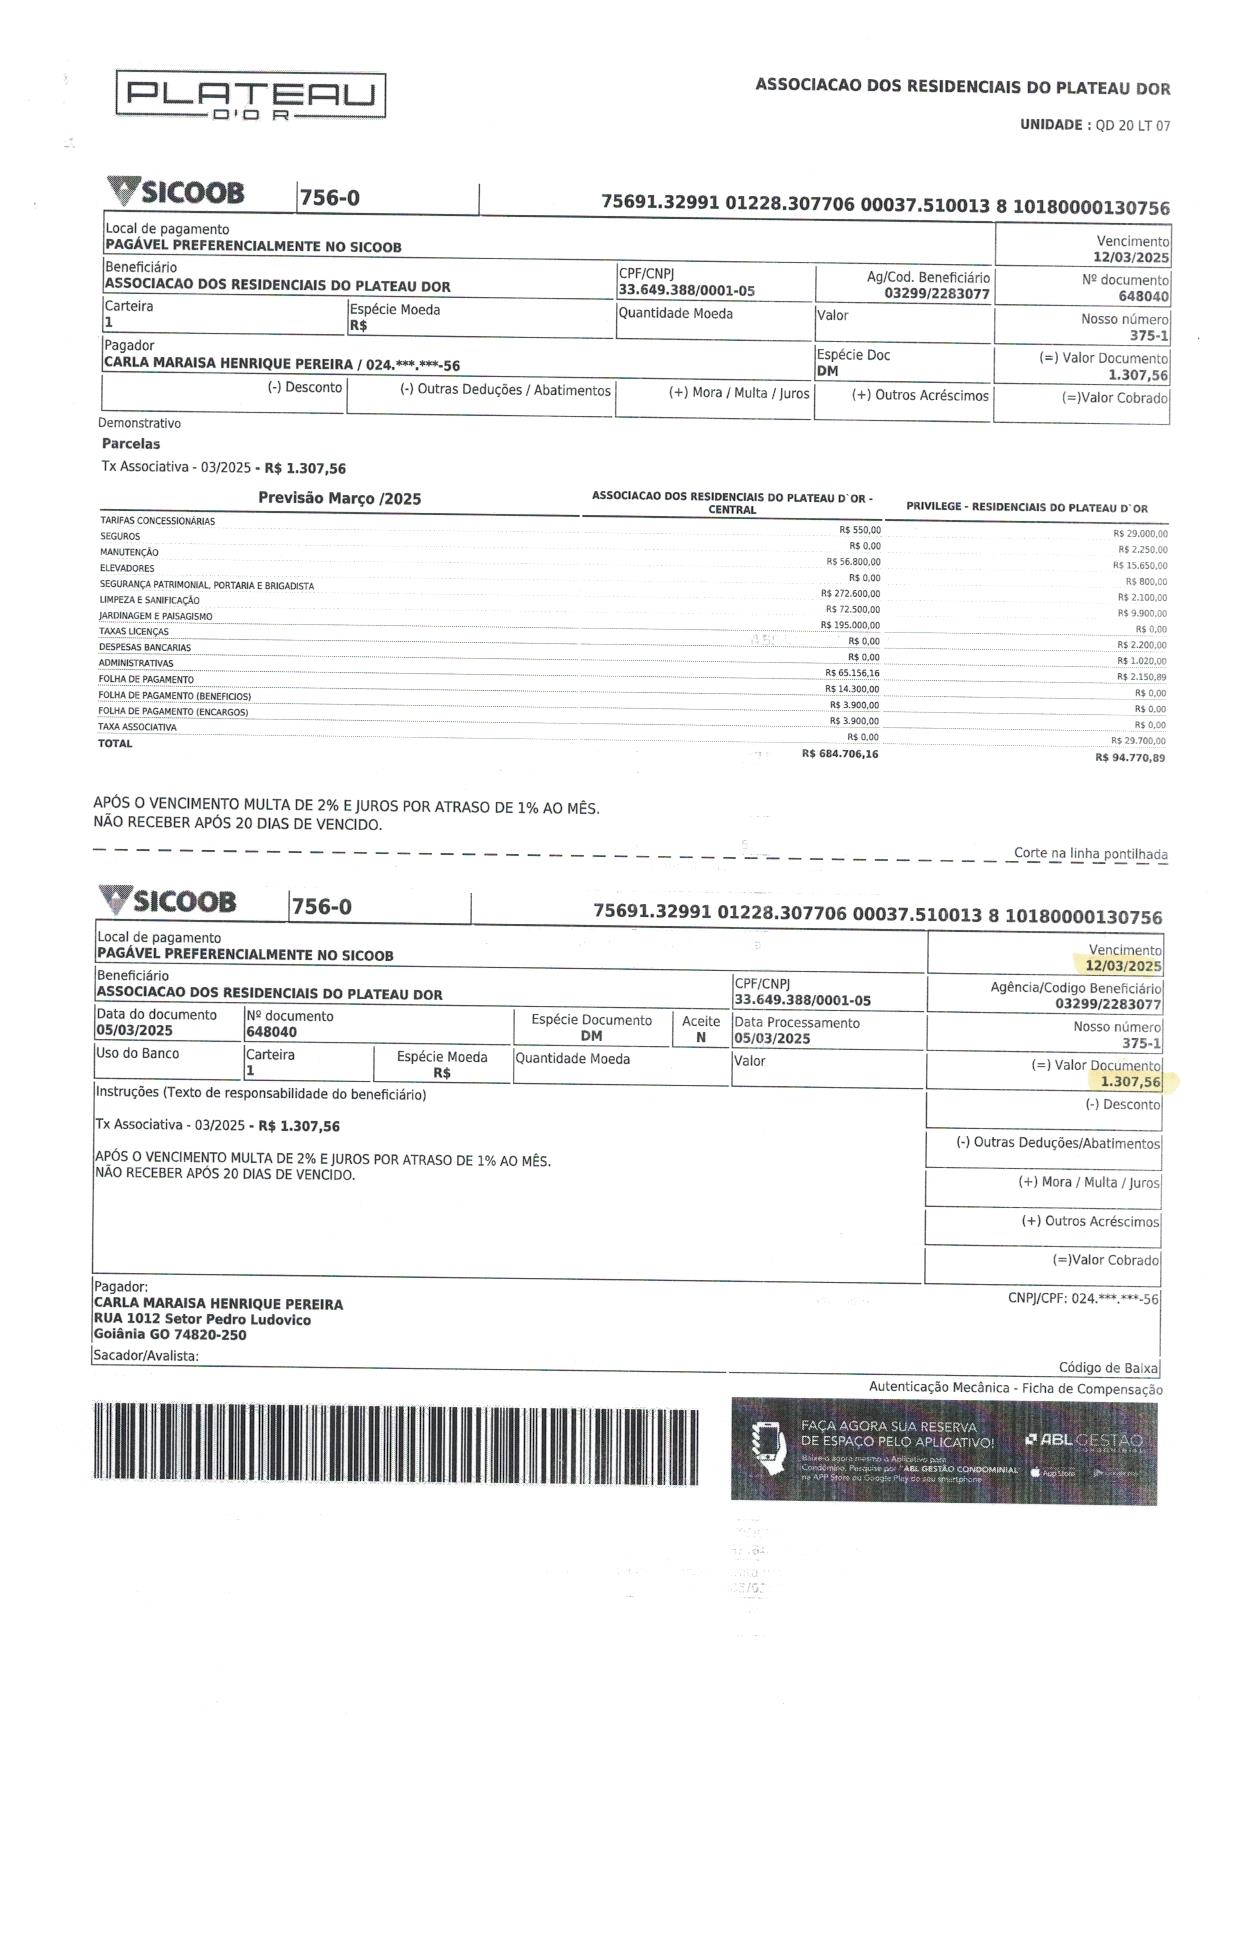 PLATEAU
D'OR
ASSOCIACAO DOS RESIDENCIAIS DO PLATEAU DOR
UNIDADE : QD 20 LT 07
SICOOB 756-0 75691.32991 01228.307706 00037.510013 8 10180000130756
Local de pagamento Vencimento
PAGÁVEL PREFERENCIALMENTE NO SICOOB 12/03/2025
Beneficiário CPF/CNPJ Ag/Cod. Beneficiário Nº documento
ASSOCIACAO DOS RESIDENCIAIS DO PLATEAU DOR 33.649.388/0001-05 03299/2283077 648040
Carteira Espécie Moeda Quantidade Moeda Valor Nosso número
1 R$ 375-1
Pagador Espécie Doc (=) Valor Documento
CARLA MARAISA HENRIQUE PEREIRA / 024.***.***-56 DM 1.307,56
(-) Desconto (-) Outras Deduções / Abatimentos (+) Mora / Multa / Juros (+) Outros Acréscimos (=)Valor Cobrado
Demonstrativo
Parcelas
Tx Associativa - 03/2025 - R$ 1.307,56
Previsão Março /2025 ASSOCIACAO DOS RESIDENCIAIS DO PLATEAU D`OR - CENTRAL PRIVILEGE - RESIDENCIAIS DO PLATEAU D`OR
TARIFAS CONCESSIONÁRIAS R$ 550,00 R$ 29.000,00
SEGUROS R$ 0,00 R$ 2.250,00
MANUTENÇÃO R$ 56.800,00 R$ 15.650,00
ELEVADORES R$ 0,00 R$ 800,00
SEGURANÇA PATRIMONIAL, PORTARIA E BRIGADISTA R$ 272.600,00 R$ 2.100,00
LIMPEZA E SANIFICAÇÃO R$ 72.500,00 R$ 9.900,00
JARDINAGEM E PAISAGISMO R$ 195.000,00 R$ 0,00
TAXAS LICENÇAS R$ 0,00 R$ 2.200,00
DESPESAS BANCARIAS R$ 0,00 R$ 1.020,00
ADMINISTRATIVAS R$ 65.156,16 R$ 2.150,89
FOLHA DE PAGAMENTO R$ 14.300,00 R$ 0,00
FOLHA DE PAGAMENTO (BENEFICIOS) R$ 3.900,00 R$ 0,00
FOLHA DE PAGAMENTO (ENCARGOS) R$ 3.900,00 R$ 0,00
TAXA ASSOCIATIVA R$ 0,00 R$ 29.700,00
TOTAL R$ 684.706,16 R$ 94.770,89
APÓS O VENCIMENTO MULTA DE 2% E JUROS POR ATRASO DE 1% AO MÊS.
NÃO RECEBER APÓS 20 DIAS DE VENCIDO.
Corte na linha pontilhada
SICOOB 756-0 75691.32991 01228.307706 00037.510013 8 10180000130756
Local de pagamento Vencimento
PAGÁVEL PREFERENCIALMENTE NO SICOOB 12/03/2025
Beneficiário CPF/CNPJ Agência/Codigo Beneficiário
ASSOCIACAO DOS RESIDENCIAIS DO PLATEAU DOR 33.649.388/0001-05 03299/2283077
Data do documento Nº documento Espécie Documento Aceite Data Processamento Nosso número
05/03/2025 648040 DM N 05/03/2025 375-1
Uso do Banco Carteira Espécie Moeda Quantidade Moeda Valor (=) Valor Documento
1 R$ 1.307,56
Instruções (Texto de responsabilidade do beneficiário) (-) Desconto
Tx Associativa - 03/2025 - R$ 1.307,56
(-) Outras Deduções/Abatimentos
APÓS O VENCIMENTO MULTA DE 2% E JUROS POR ATRASO DE 1% AO MÊS.
NÃO RECEBER APÓS 20 DIAS DE VENCIDO.
(+) Mora / Multa / Juros
(+) Outros Acréscimos
(=)Valor Cobrado
Pagador: CNPJ/CPF: 024.***.***-56
CARLA MARAISA HENRIQUE PEREIRA
RUA 1012 Setor Pedro Ludovico
Goiânia GO 74820-250
Sacador/Avalista: Código de Baixa
Autenticação Mecânica - Ficha de Compensação
FAÇA AGORA SUA RESERVA
DE ESPAÇO PELO APLICATIVO!
ABL GESTÃO
Baixe agora mesmo o Aplicativo para
Condômino. Pesquise por "ABL GESTÃO CONDOMINIAL"
na APP Store ou Google Play do seu smartphone
App Store